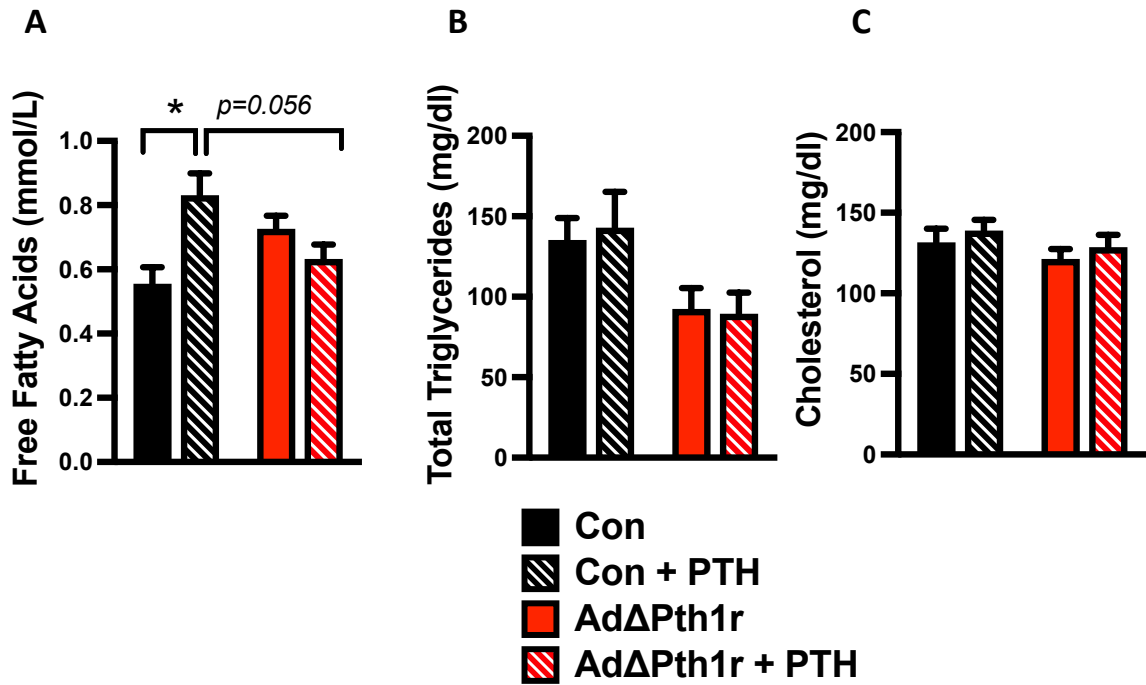 A
B
C
*
p=0.056
Free Fatty Acids (mmol/L)
1.0
0.8
0.6
0.4
0.2
0.0
Total Triglycerides (mg/dl)
200
150
100
50
0
Cholesterol (mg/dl)
200
150
100
50
0
Con
Con + PTH
AdΔPth1r
AdΔPth1r + PTH